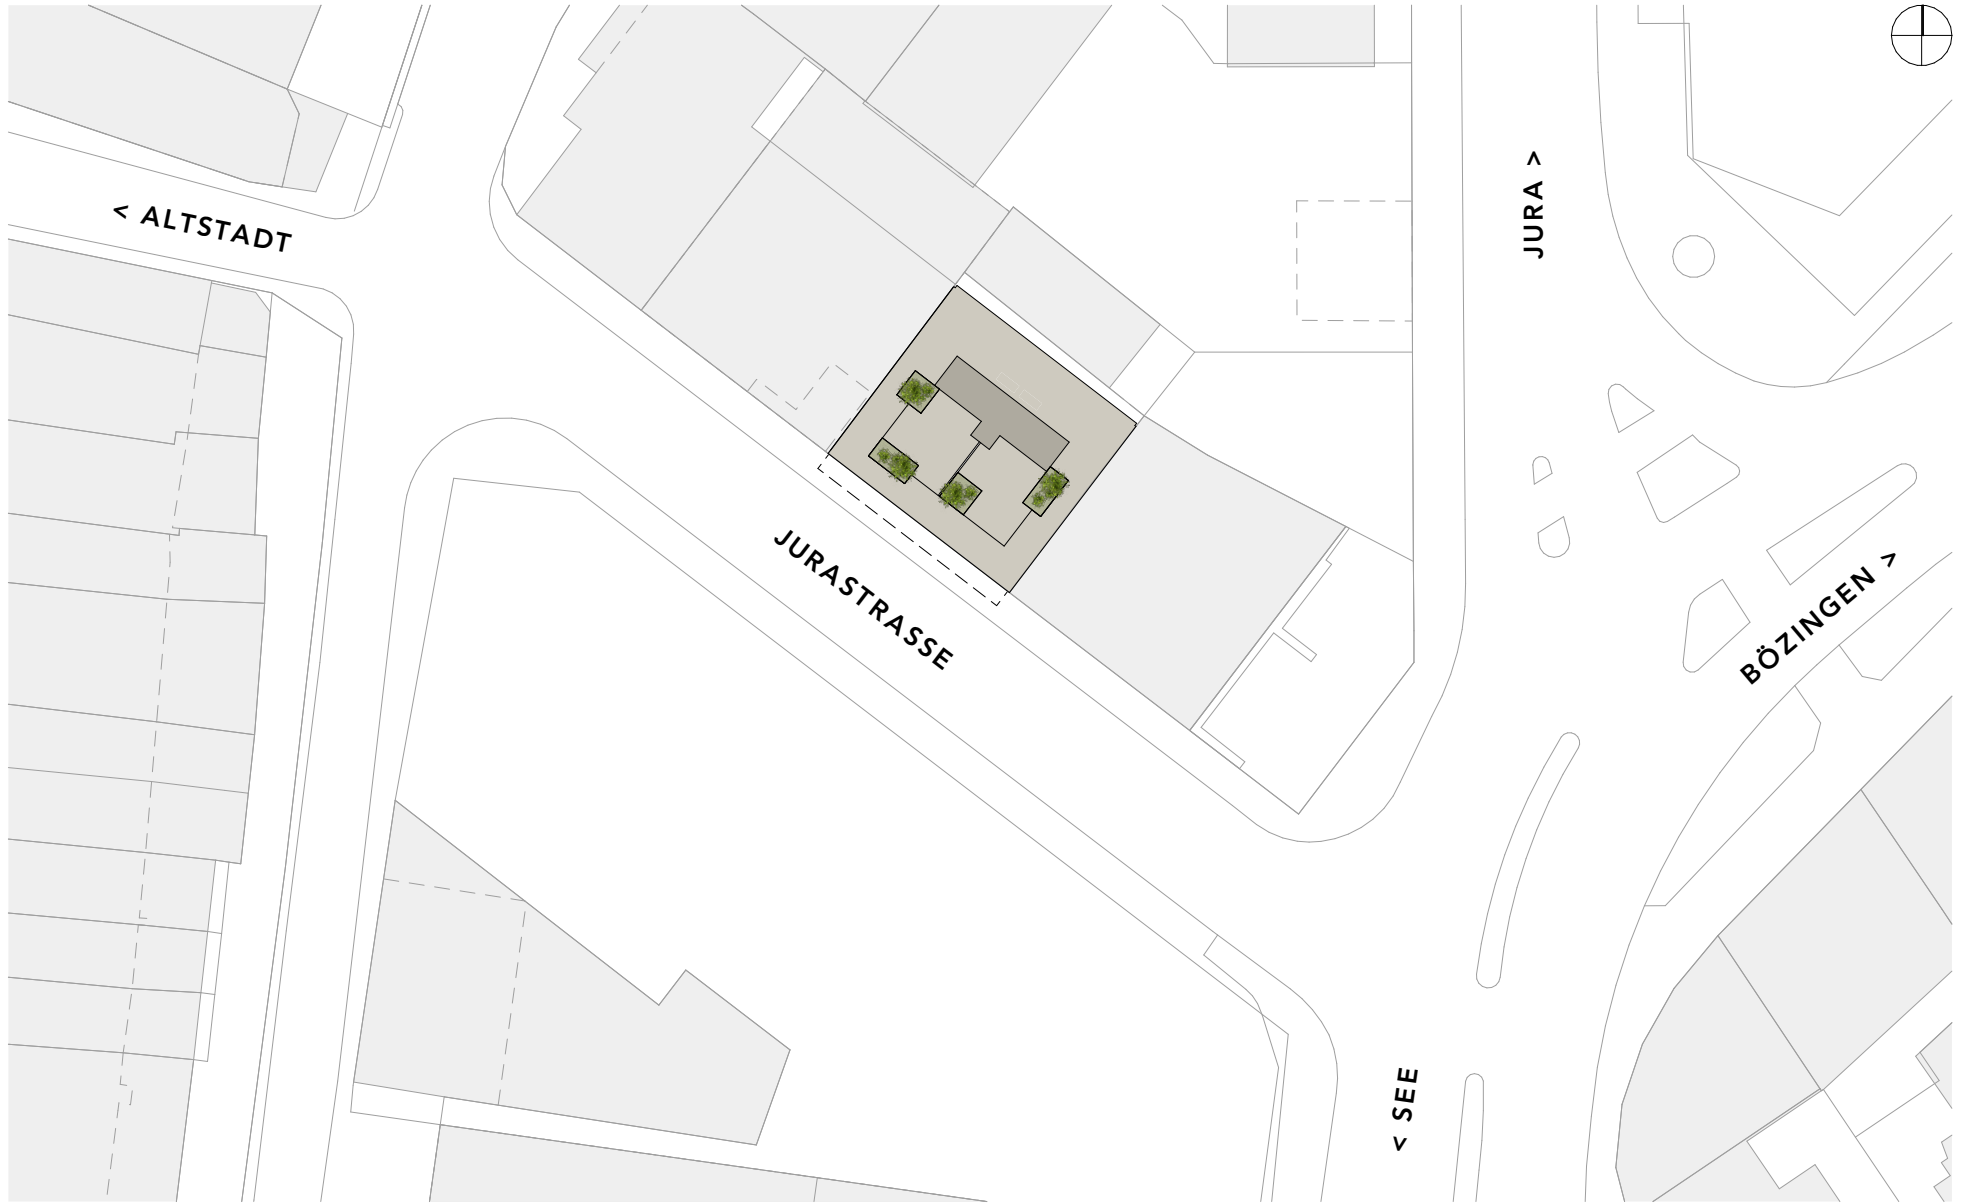 < ALTSTADT
JURA >
JURASTRASSE
BÖZINGEN >
< SEE